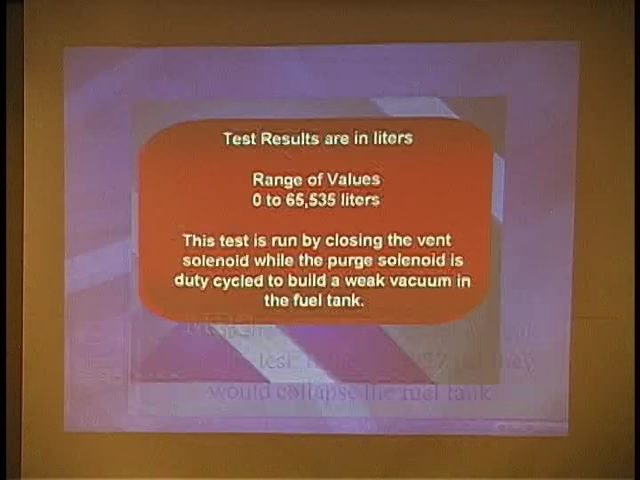 Test Results are in liters
Range of Values
0 to 65,535 liters
This test is run by closing the vent
solenoid while the purge solenoid is
duty cycled to build a weak vacuum in
the fuel tank.
test
they
would collapse the fuel tank